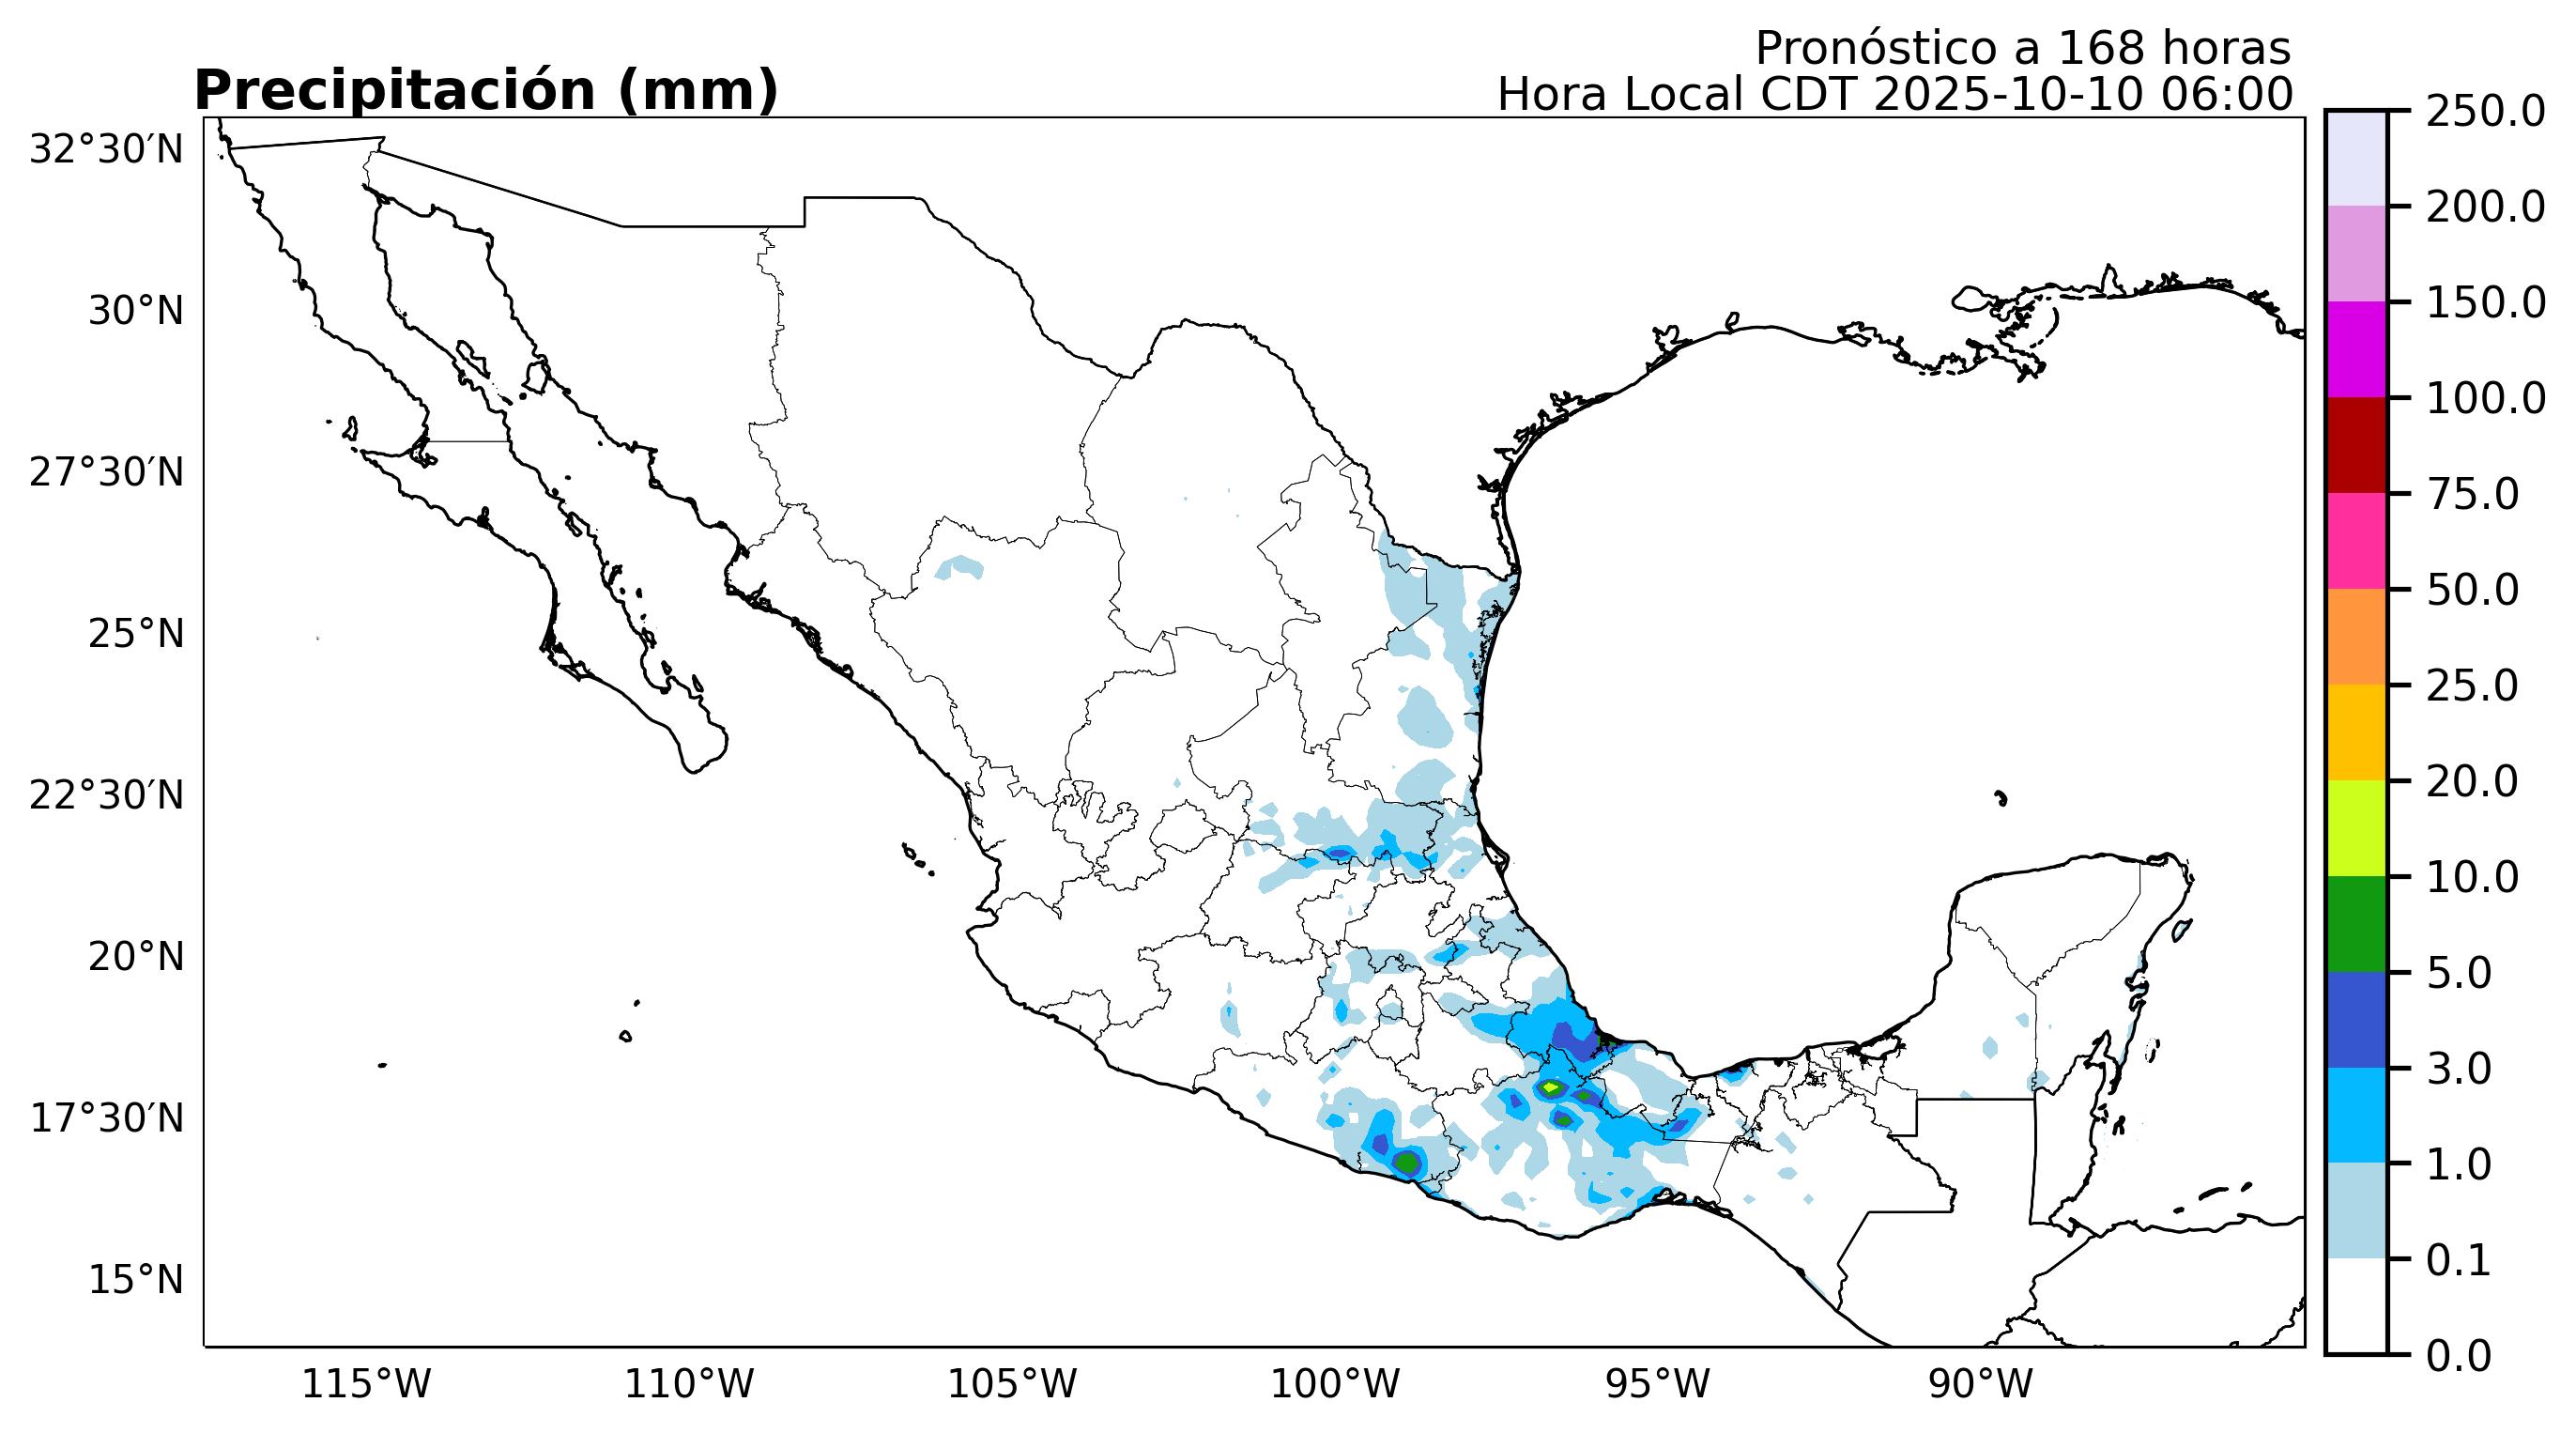 Pronóstico a 168 horas
Precipitación (mm)
Hora Local CDT 2025-10-10 06:00
32°30′N
30°N
27°30′N
25°N
22°30′N
20°N
17°30′N
15°N
115°W
110°W
105°W
100°W
95°W
90°W
250.0
200.0
150.0
100.0
75.0
50.0
25.0
20.0
10.0
5.0
3.0
1.0
0.1
0.0